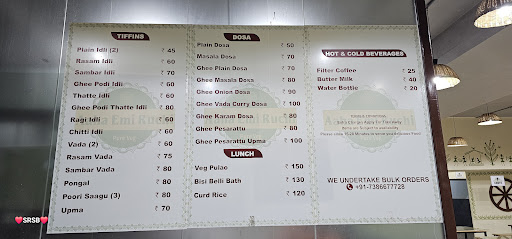 TIFFINS
Plain Idli (2) ₹ 45
Rasam Idli ₹ 60
Sambar Idli ₹ 70
Ghee Podi Idli ₹ 60
Thatte Idli ₹ 60
Ghee Podi Thatte Idli ₹ 80
Ragi Idli ₹ 60
Chitti Idli ₹ 60
Vada (2) ₹ 60
Rasam Vada ₹ 75
Sambar Vada ₹ 80
Pongal ₹ 80
Poori Saagu (3) ₹ 80
Upma ₹ 70
DOSA
Plain Dosa ₹ 50
Masala Dosa ₹ 70
Ghee Plain Dosa ₹ 70
Ghee Masala Dosa ₹ 80
Ghee Onion Dosa ₹ 90
Ghee Vada Curry Dosa ₹ 100
Ghee Karam Dosa ₹ 80
Ghee Pesarattu ₹ 80
Ghee Pesarattu Upma ₹ 100
LUNCH
Veg Pulao ₹ 150
Bisi Belli Bath ₹ 130
Curd Rice ₹ 120
HOT & COLD BEVERAGES
Filter Coffee ₹ 25
Butter Milk ₹ 40
Water Bottle ₹ 20
WE UNDERTAKE BULK ORDERS
+91-7386677728
❤SRSB❤